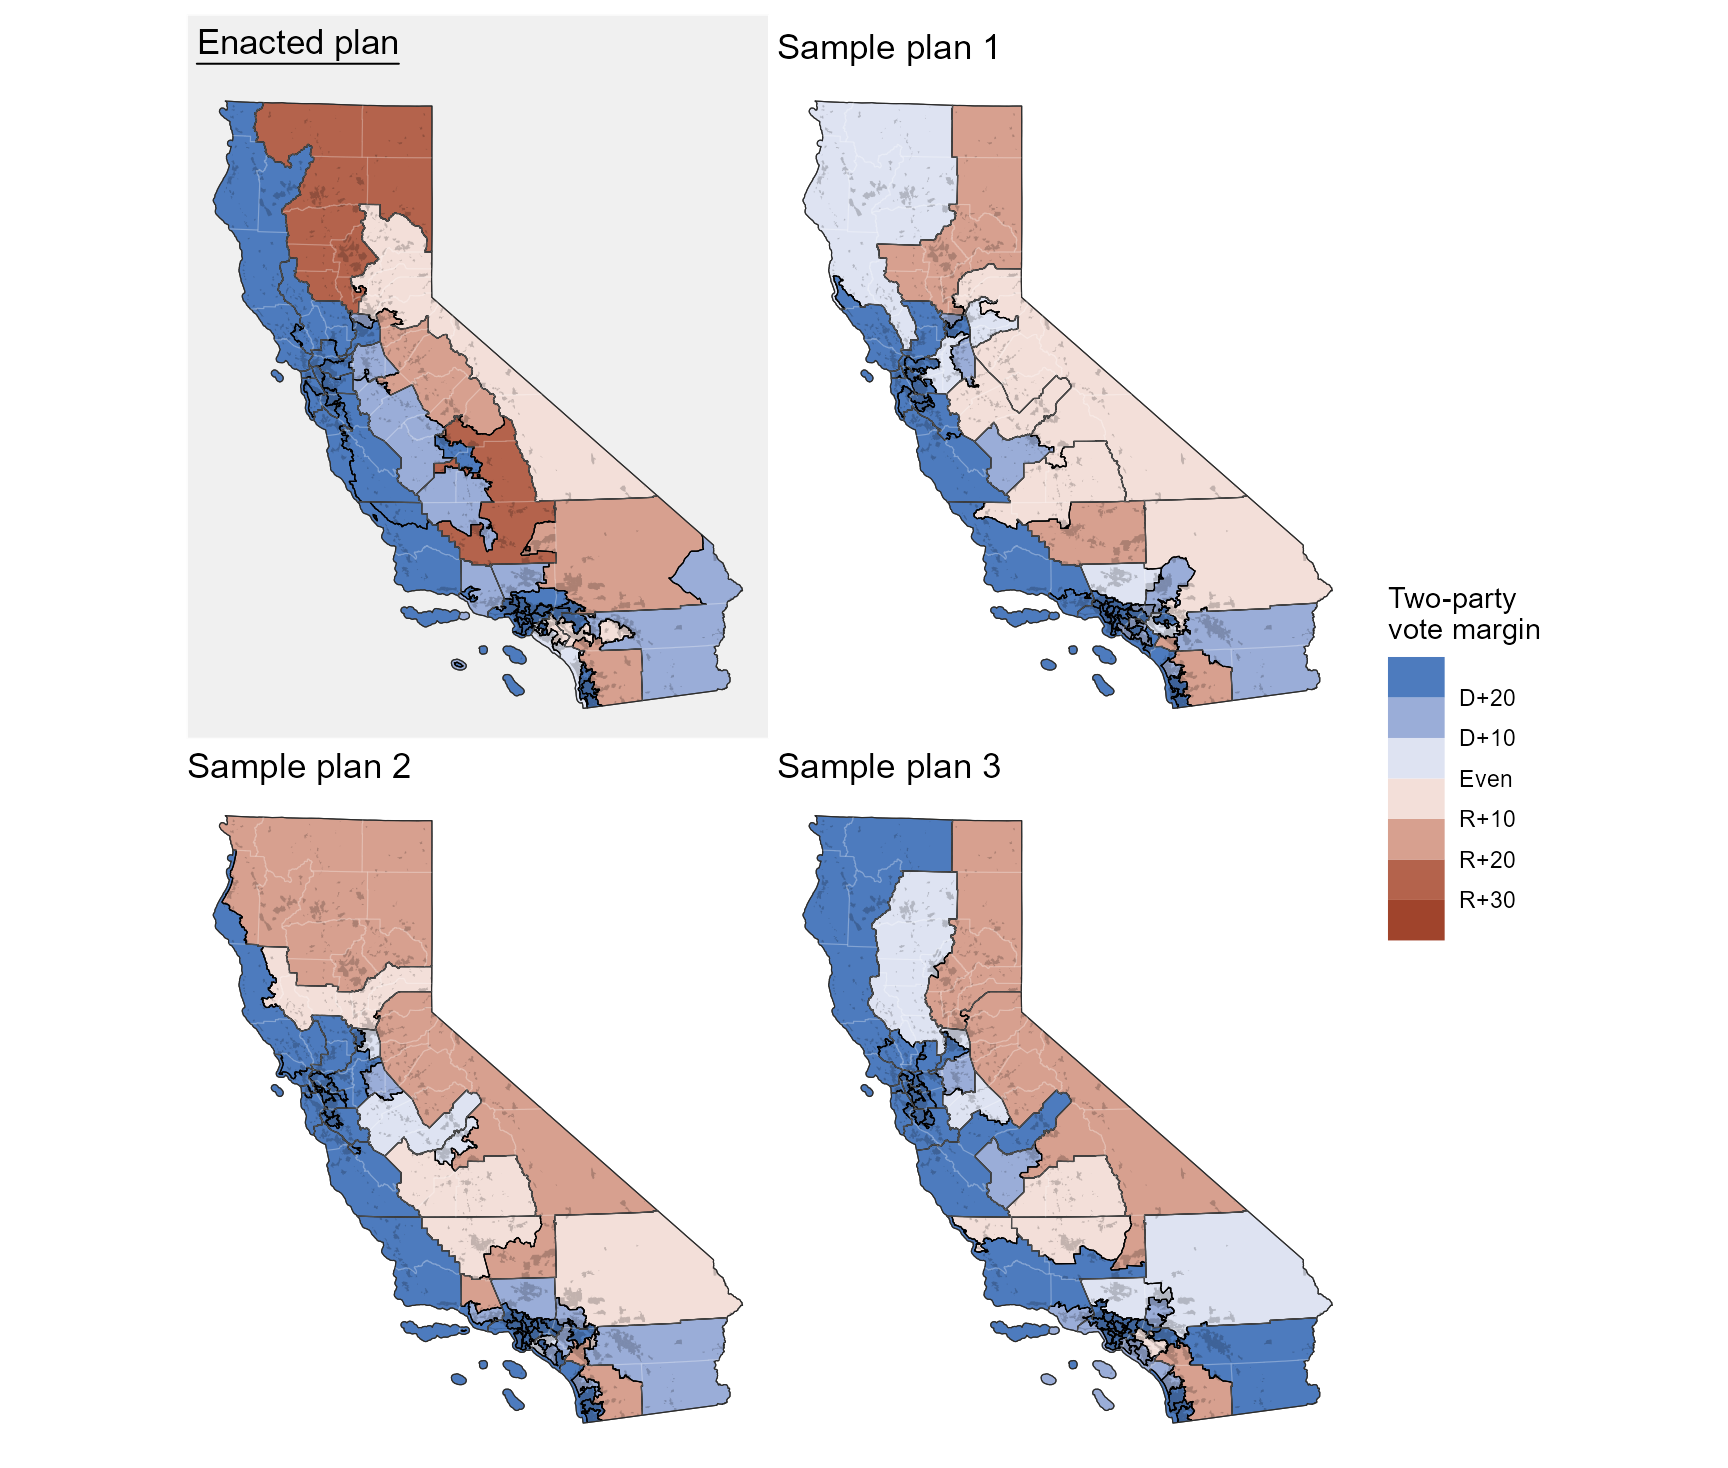 Enacted plan
Sample plan 1
Sample plan 2
Sample plan 3
Two-party
vote margin
D+20
D+10
Even
R+10
R+20
R+30